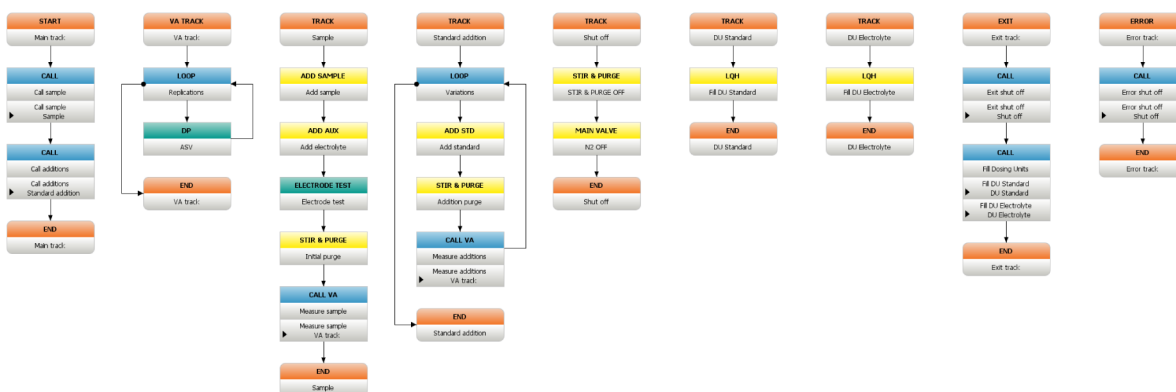 START
Main track
CALL
Call sample
Call sample
Sample
CALL
Call additions
Call additions
Standard addition
END
Main track
VA TRACK
VA track
LOOP
Replications
DP
ASV
END
VA track
TRACK
Sample
ADD SAMPLE
Add sample
ADD AUX
Add electrolyte
ELECTRODE TEST
Electrode test
STIR & PURGE
Initial purge
CALL VA
Measure sample
Measure sample
VA track
END
Sample
TRACK
Standard addition
LOOP
Variations
ADD STD
Add standard
STIR & PURGE
Addition purge
CALL VA
Measure additions
Measure additions
VA track
END
Standard addition
TRACK
Shut off
STIR & PURGE
STIR & PURGE OFF
MAIN VALVE
N2 OFF
END
Shut off
TRACK
DU Standard
LQH
Fill DU Standard
END
DU Standard
TRACK
DU Electrolyte
LQH
Fill DU Electrolyte
END
DU Electrolyte
EXIT
Exit track
CALL
Exit shut off
Exit shut off
Shut off
CALL
Fill Dosing Units
Fill DU Standard
DU Standard
Fill DU Electrolyte
DU Electrolyte
END
Exit track
ERROR
Error track
CALL
Error shut off
Error shut off
Shut off
END
Error track